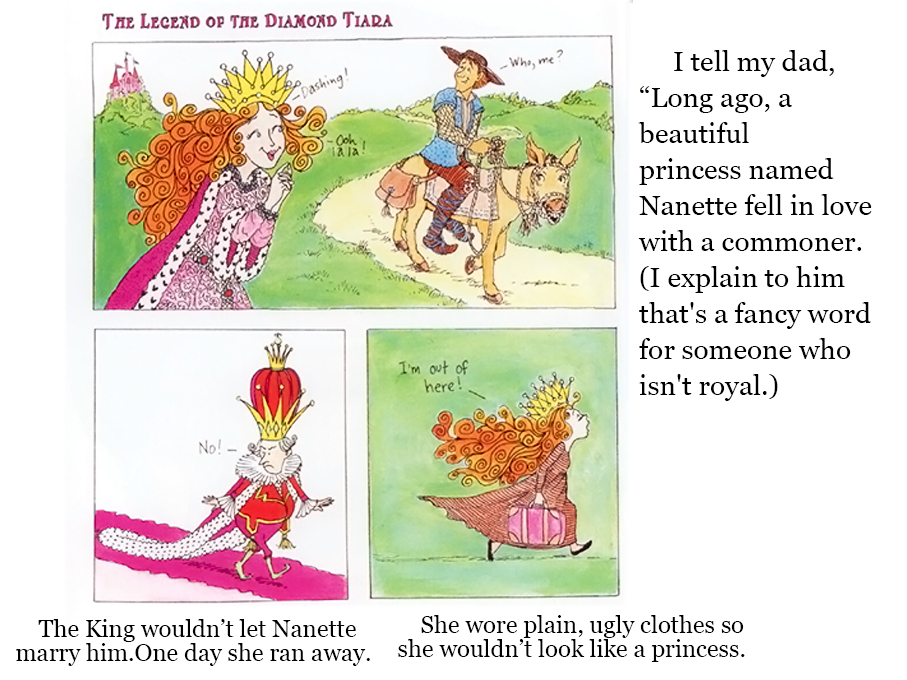 THE LEGEND OF THE DIAMOND TIARA
Dashing!
Ooh
la la!
Who, me?
I tell my dad,
“Long ago, a
beautiful
princess named
Nanette fell in love
with a commoner.
(I explain to him
that's a fancy word
for someone who
isn't royal.)
No!
I'm out of
here!
The King wouldn’t let Nanette
marry him.One day she ran away.
She wore plain, ugly clothes so
she wouldn’t look like a princess.